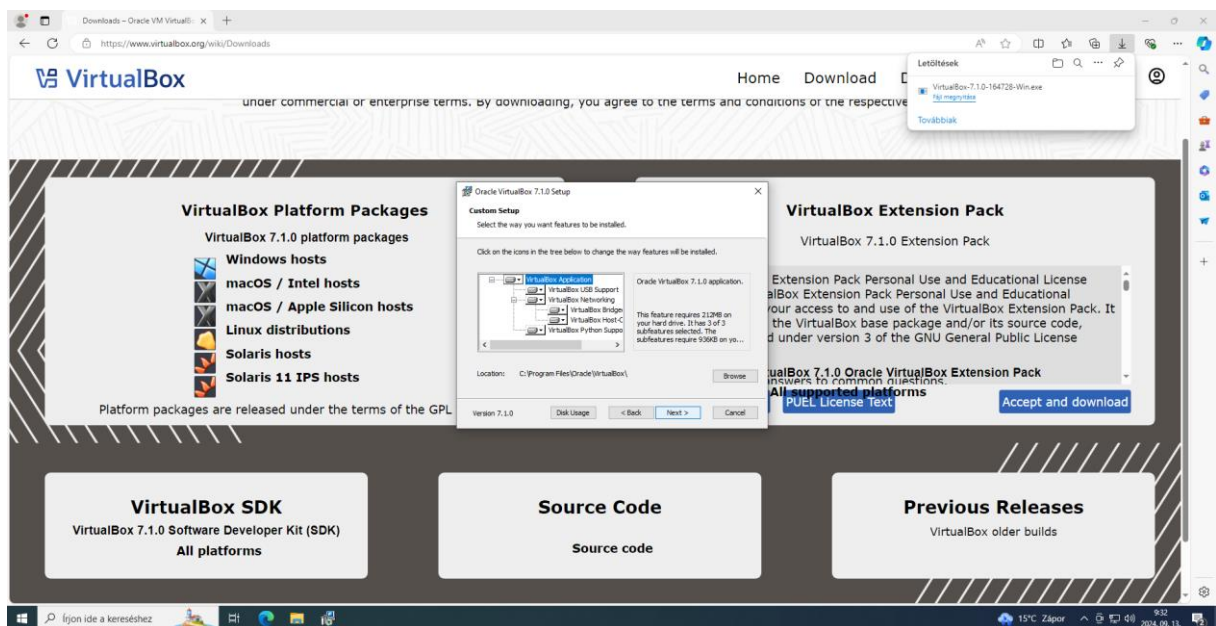 Downloads – Oracle VM VirtualB
https://www.virtualbox.org/wiki/Downloads
VirtualBox
Home Download D
Letöltések
VirtualBox-7.1.0-164728-Win.exe
Fájl megnyitása
Továbbiak
under commercial or enterprise terms. By downloading, you agree to the terms and conditions of the respective
VirtualBox Platform Packages
VirtualBox 7.1.0 platform packages
Windows hosts
macOS / Intel hosts
macOS / Apple Silicon hosts
Linux distributions
Solaris hosts
Solaris 11 IPS hosts
Platform packages are released under the terms of the GPL
Oracle VirtualBox 7.1.0 Setup
Custom Setup
Select the way you want features to be installed.
Click on the icons in the tree below to change the way features will be installed.
VirtualBox Application
VirtualBox USB Support
VirtualBox Networking
VirtualBox Bridge
VirtualBox Host-C
VirtualBox Python Suppo
Oracle VirtualBox 7.1.0 application.
This feature requires 212MB on
your hard drive. It has 3 of 3
subfeatures selected. The
subfeatures require 936KB on yo...
Location: C:\Program Files\Oracle\VirtualBox\
Browse
Version 7.1.0
Disk Usage
< Back
Next >
Cancel
VirtualBox Extension Pack
VirtualBox 7.1.0 Extension Pack
Extension Pack Personal Use and Educational License
alBox Extension Pack Personal Use and Educational
your access to and use of the VirtualBox Extension Pack. It
the VirtualBox base package and/or its source code,
d under version 3 of the GNU General Public License
tualBox 7.1.0 Oracle VirtualBox Extension Pack
answers to common questions.
All supported platforms
PUEL License Text
Accept and download
VirtualBox SDK
VirtualBox 7.1.0 Software Developer Kit (SDK)
All platforms
Source Code
Source code
Previous Releases
VirtualBox older builds
Írjon ide a kereséshez
15°C Zápor
9:32
2024. 09. 13.